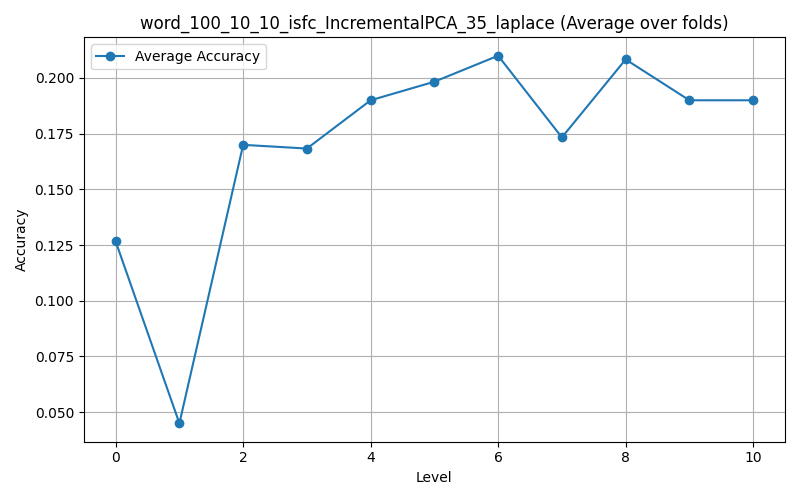 word_100_10_10_isfc_IncrementalPCA_35_laplace (Average over folds)
Average Accuracy
0.200
0.175
0.150
0.125
0.100
0.075
0.050
Accuracy
0 2 4 6 8 10
Level